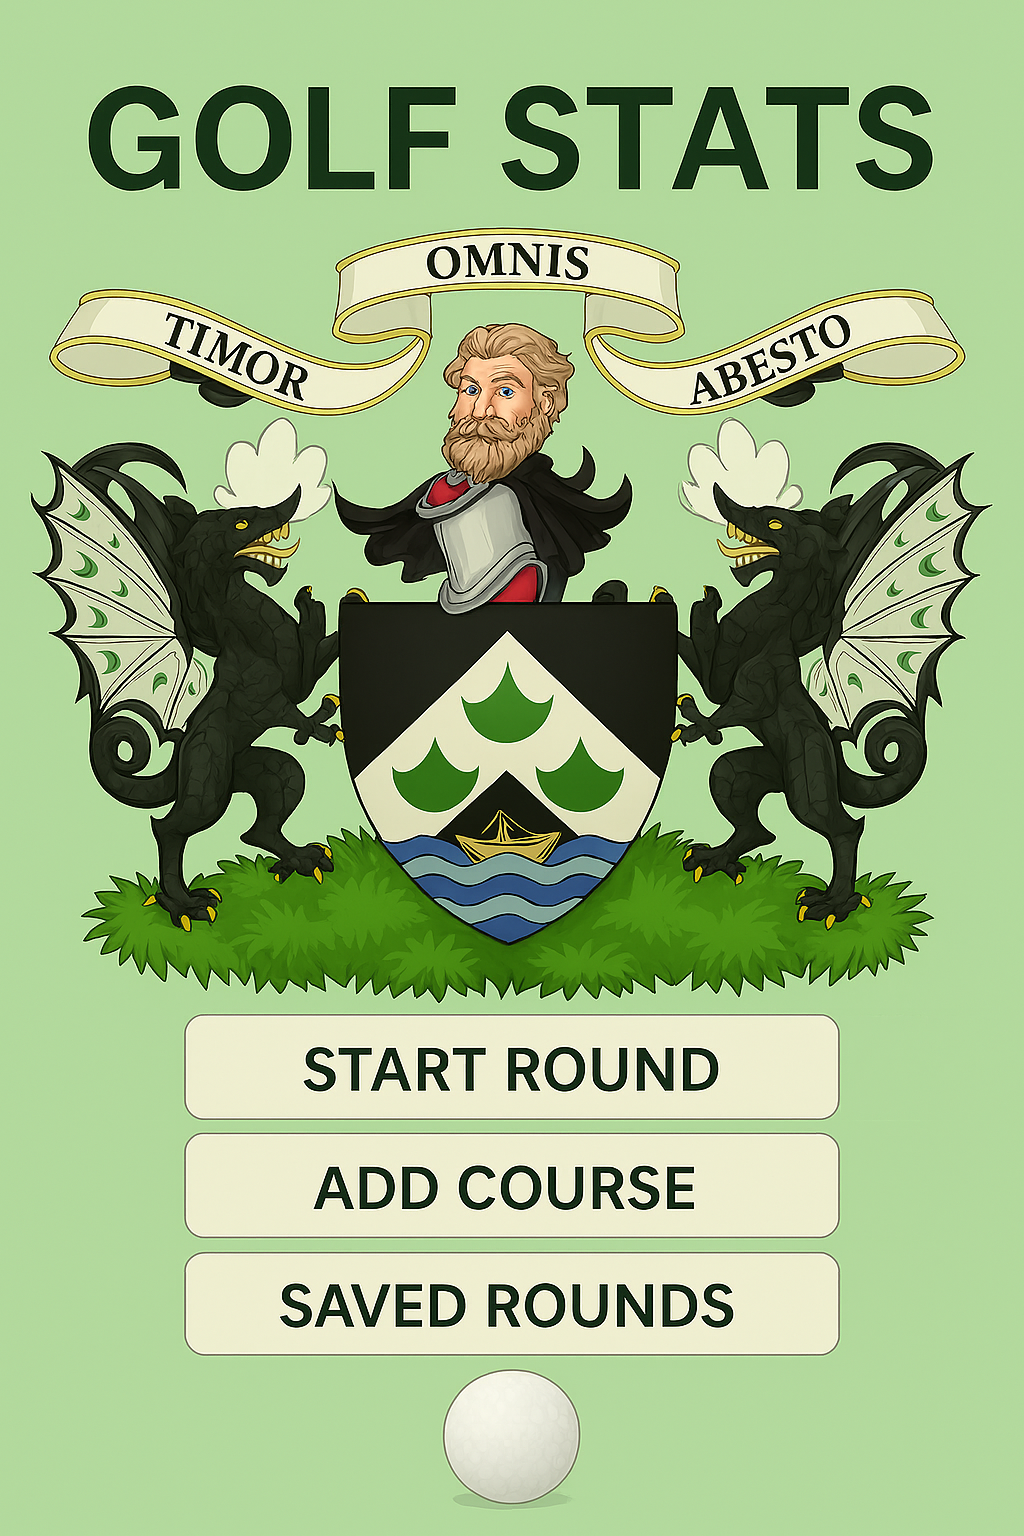 GOLF STATS
TIMOR OMNIS ABESTO
START ROUND
ADD COURSE
SAVED ROUNDS